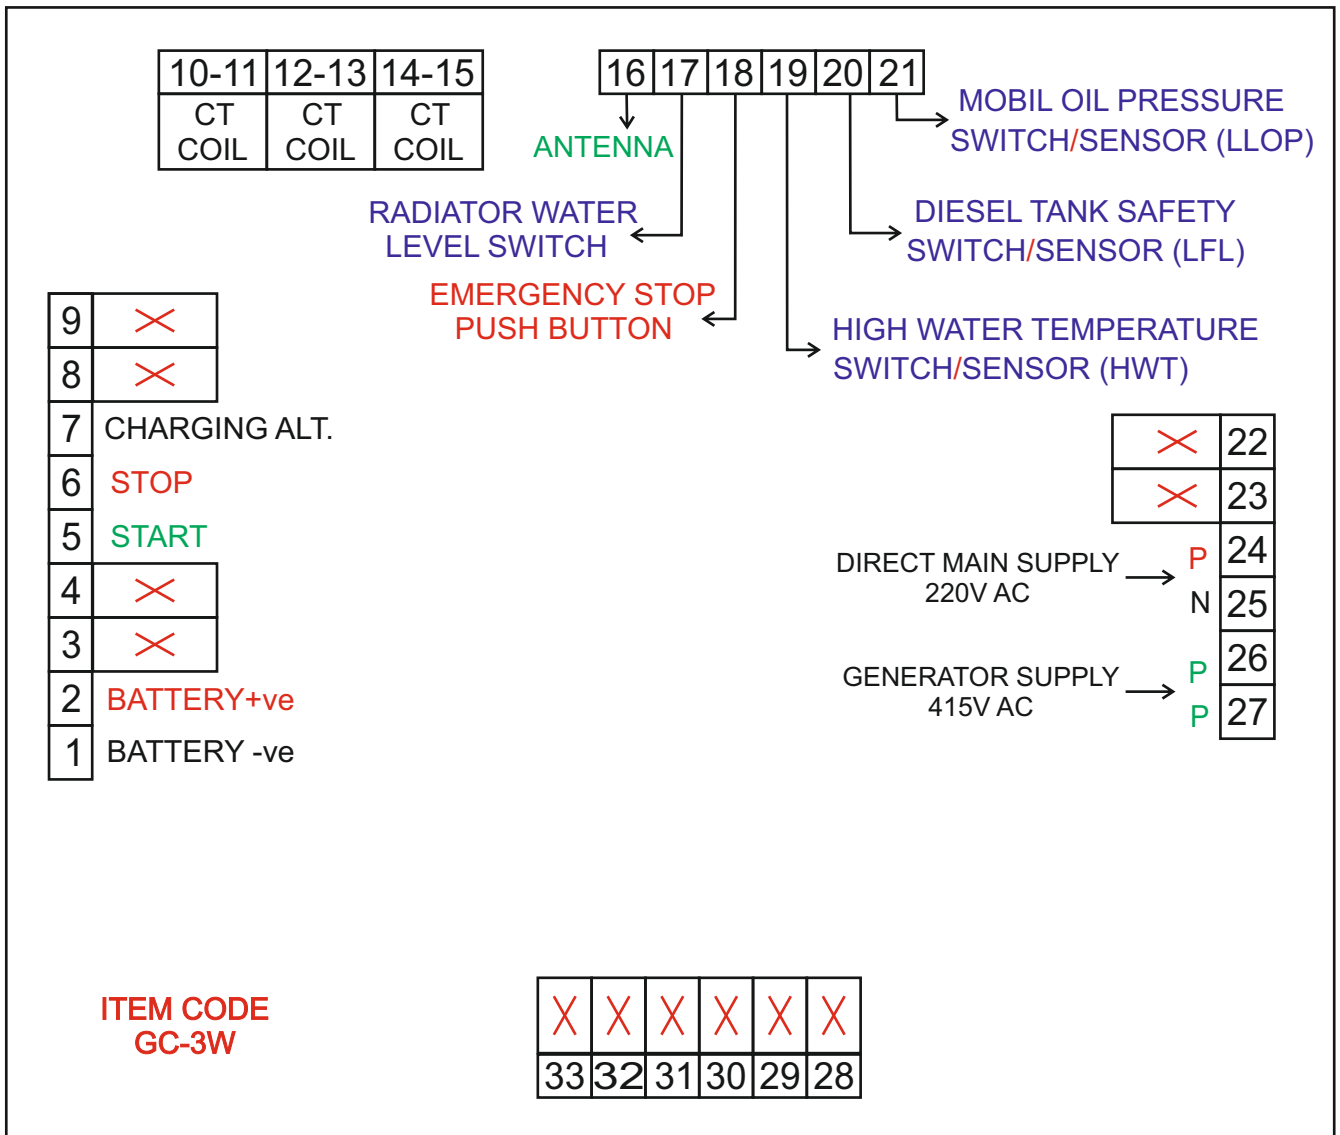 10-11 12-13 14-15
CT CT CT
COIL COIL COIL
16 17 18 19 20 21
ANTENNA
MOBIL OIL PRESSURE
SWITCH/SENSOR (LLOP)
RADIATOR WATER
LEVEL SWITCH
DIESEL TANK SAFETY
SWITCH/SENSOR (LFL)
EMERGENCY STOP
PUSH BUTTON
HIGH WATER TEMPERATURE
SWITCH/SENSOR (HWT)
9
8
7 CHARGING ALT.
6 STOP
5 START
4
3
2 BATTERY+ve
1 BATTERY -ve
22
23
DIRECT MAIN SUPPLY
220V AC
P 24
N 25
GENERATOR SUPPLY
415V AC
P 26
P 27
ITEM CODE
GC-3W
33 32 31 30 29 28